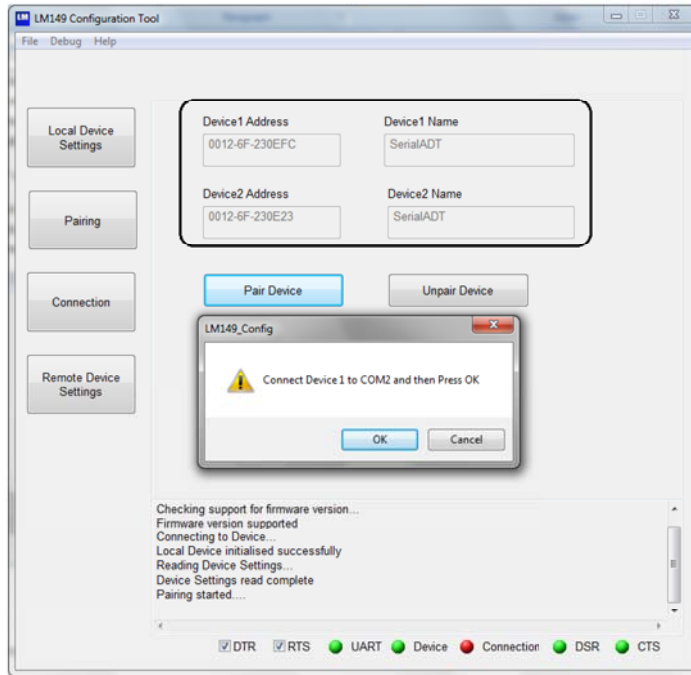 LM LM149 Configuration Tool
File Debug Help
Local Device
Settings
Pairing
Connection
Remote Device
Settings
Device1 Address
Device1 Name
0012-6F-230EFC
SerialADT
Device2 Address
Device2 Name
0012-6F-230E23
SerialADT
Pair Device
Unpair Device
LM149_Config
Connect Device1 to COM2 and then Press OK
OK
Cancel
Checking support for firmware version...
Firmware version supported
Connecting to Device...
Local Device initialised successfully
Reading Device Settings...
Device Settings read complete
Pairing started....
DTR RTS UART Device Connection DSR CTS